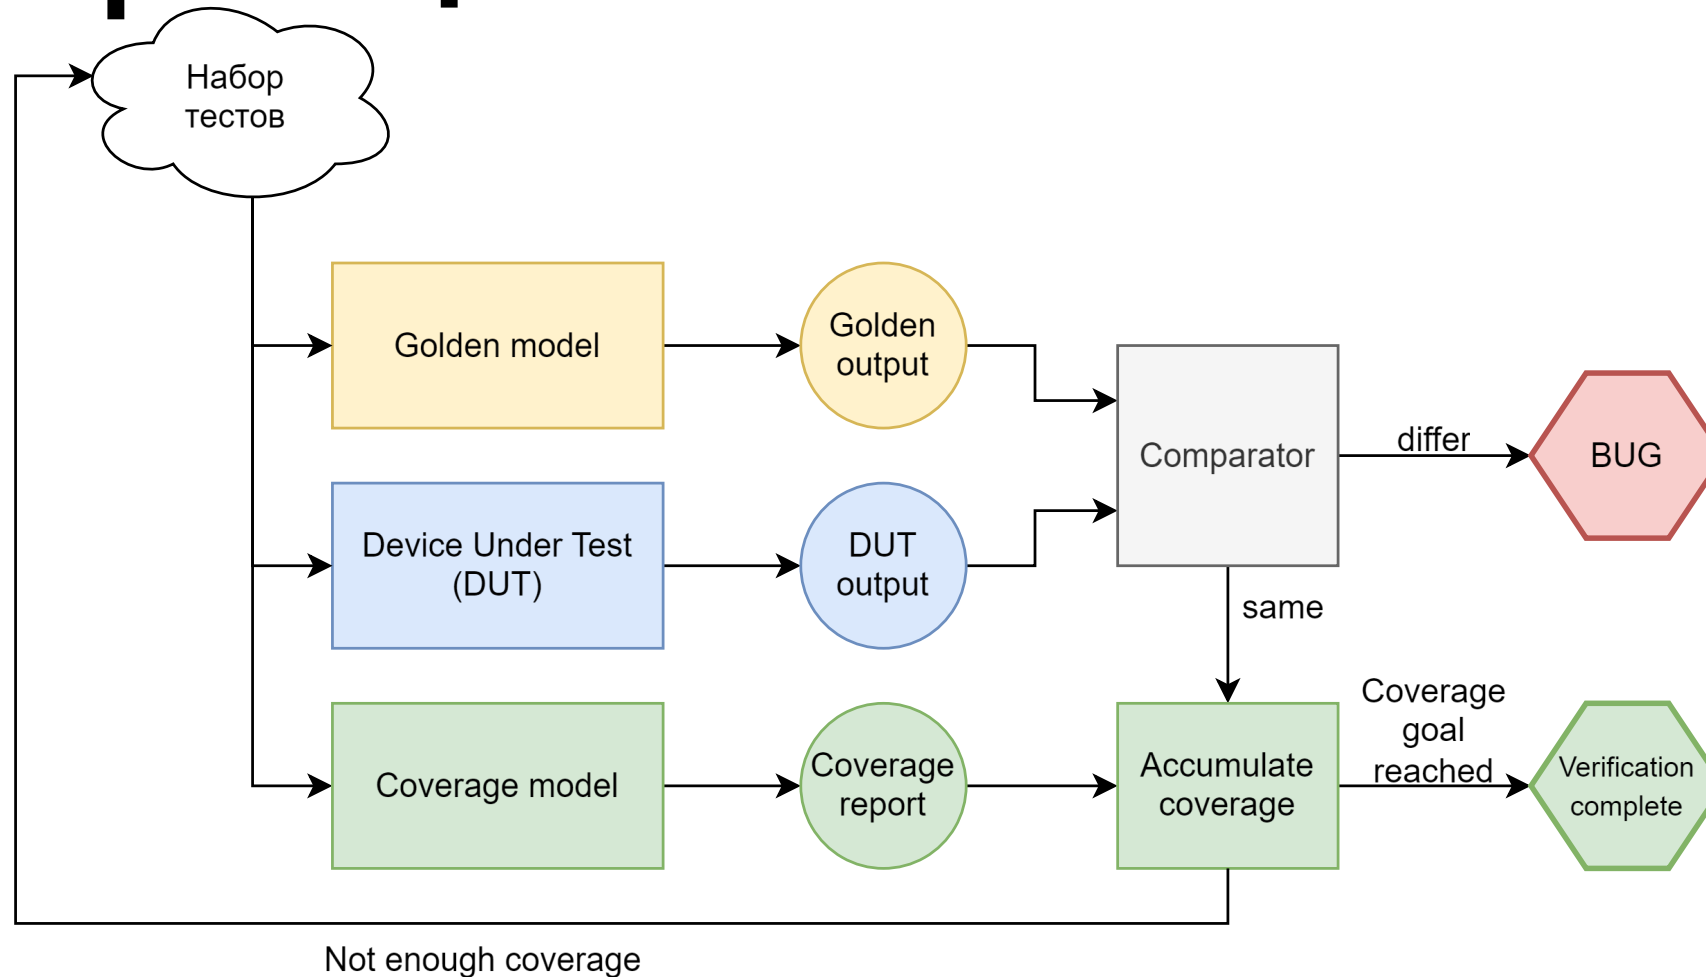 Набор
тестов
Golden model
Golden
output
Comparator
differ
BUG
Device Under Test
(DUT)
DUT
output
same
Coverage model
Coverage
report
Accumulate
coverage
Coverage
goal
reached
Verification
complete
Not enough coverage